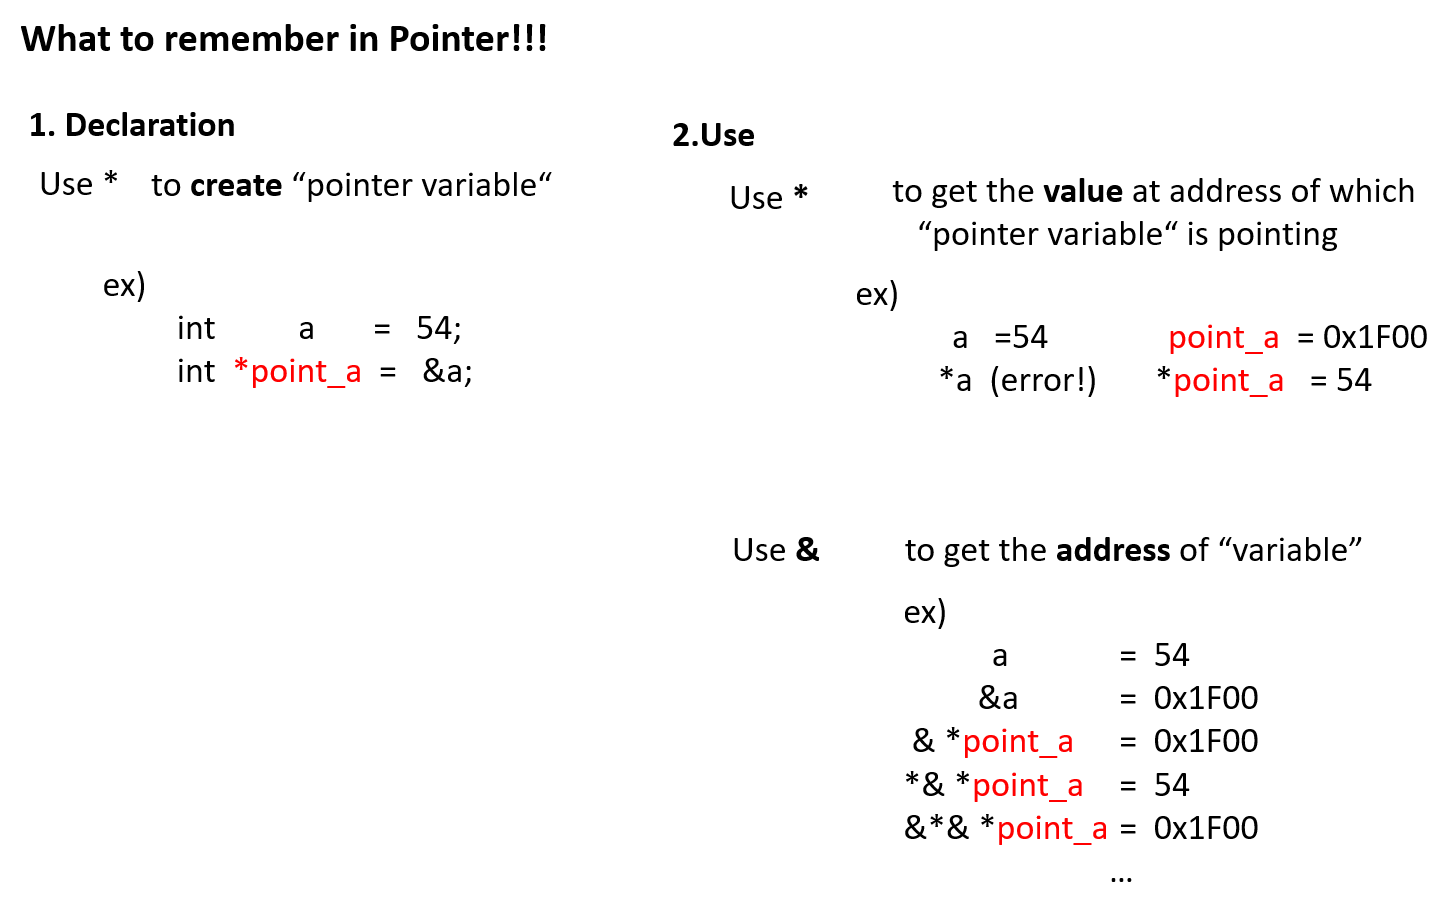 What to remember in Pointer!!!
1. Declaration
Use * to create “pointer variable“
ex)
int a = 54;
int *point_a = &a;
2.Use
Use * to get the value at address of which
“pointer variable“ is pointing
ex)
a =54 point_a = 0x1F00
*a (error!) *point_a = 54
Use & to get the address of “variable”
ex)
a = 54
&a = 0x1F00
& *point_a = 0x1F00
*& *point_a = 54
&*& *point_a = 0x1F00
...